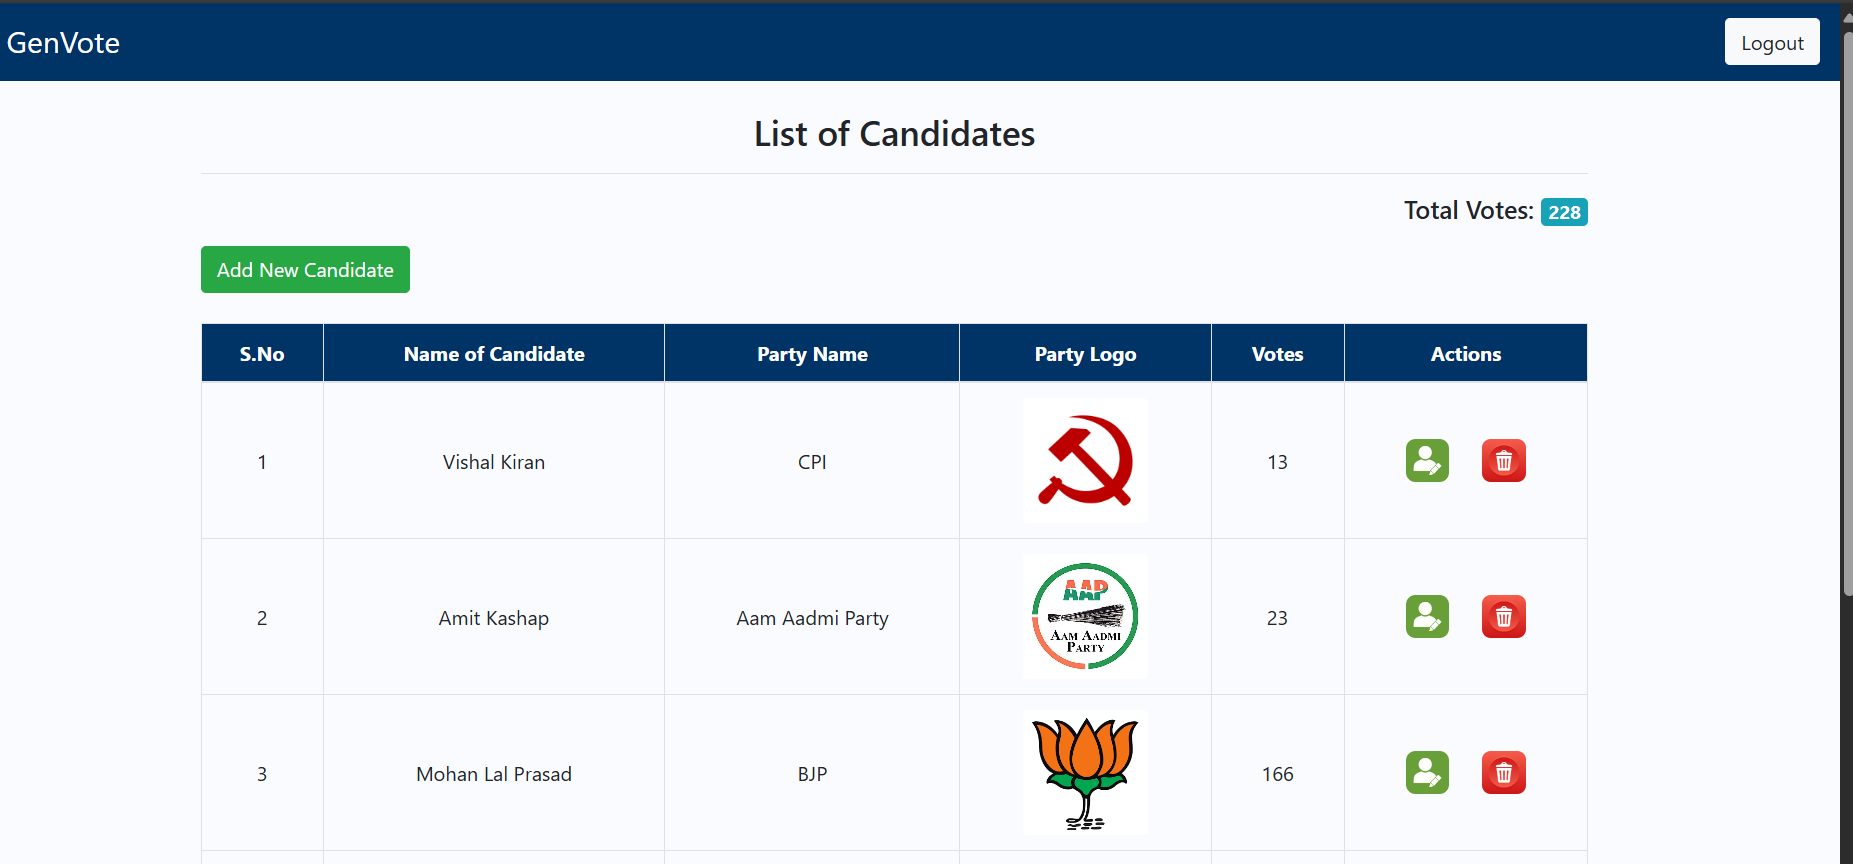 GenVote
Logout
List of Candidates
Total Votes: 228
Add New Candidate
S.No Name of Candidate Party Name Party Logo Votes Actions
1 Vishal Kiran CPI 13
2 Amit Kashap Aam Aadmi Party AAP AAM AADMI PARTY 23
3 Mohan Lal Prasad BJP 166